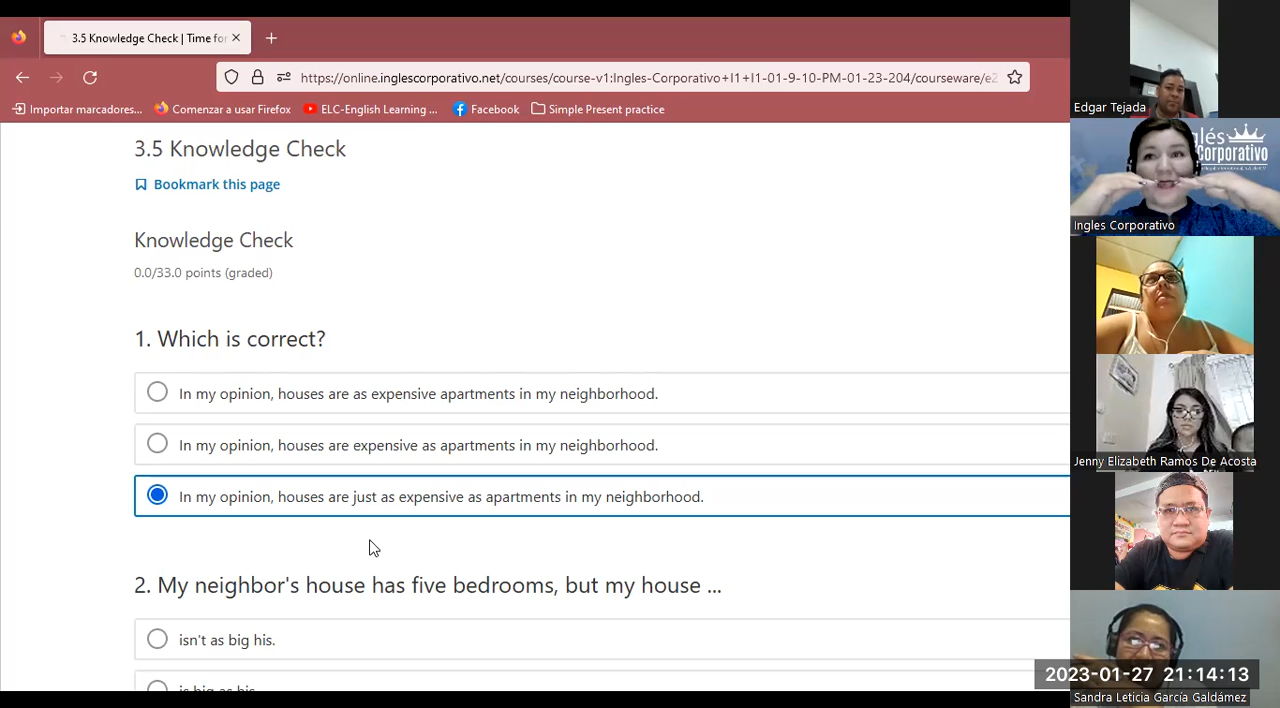 3.5 Knowledge Check | Time for
https://online.inglescorporativo.net/courses/course-v1:Ingles-Corporativo+I1+I1-01-9-10-PM-01-23-204/courseware/e2
Importar marcadores... Comenzar a usar Firefox ELC-English Learning ... Facebook Simple Present practice
3.5 Knowledge Check
Bookmark this page
Knowledge Check
0.0/33.0 points (graded)
1. Which is correct?
In my opinion, houses are as expensive apartments in my neighborhood.
In my opinion, houses are expensive as apartments in my neighborhood.
In my opinion, houses are just as expensive as apartments in my neighborhood.
2. My neighbor's house has five bedrooms, but my house ...
isn't as big his.
is big as his.
Edgar Tejada
glés
Corporativo
Ingles Corporativo
Jenny Elizabeth Ramos De Acosta
2023-01-27 21:14:13
Sandra Leticia García Galdámez